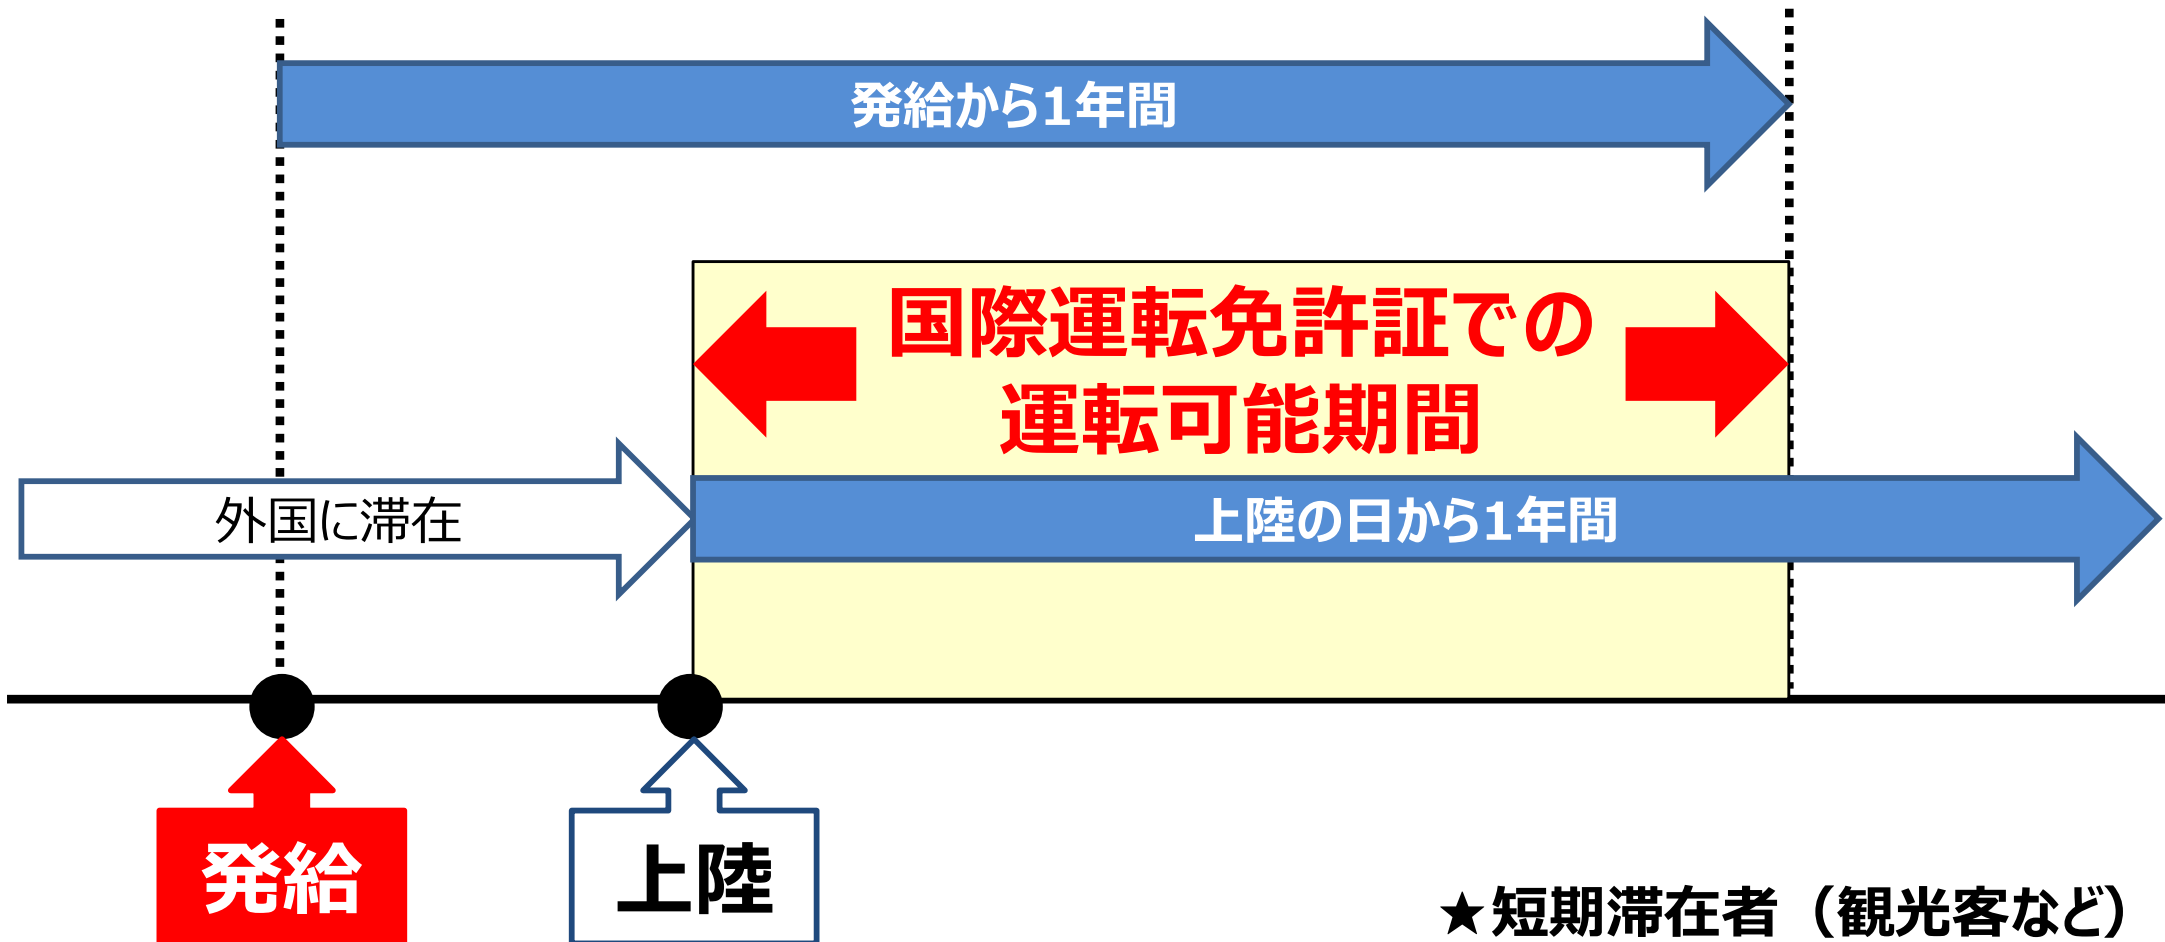 発給から1年間
国際運転免許証での
運転可能期間
外国に滞在
上陸の日から1年間
発給
上陸
★短期滞在者（観光客など）